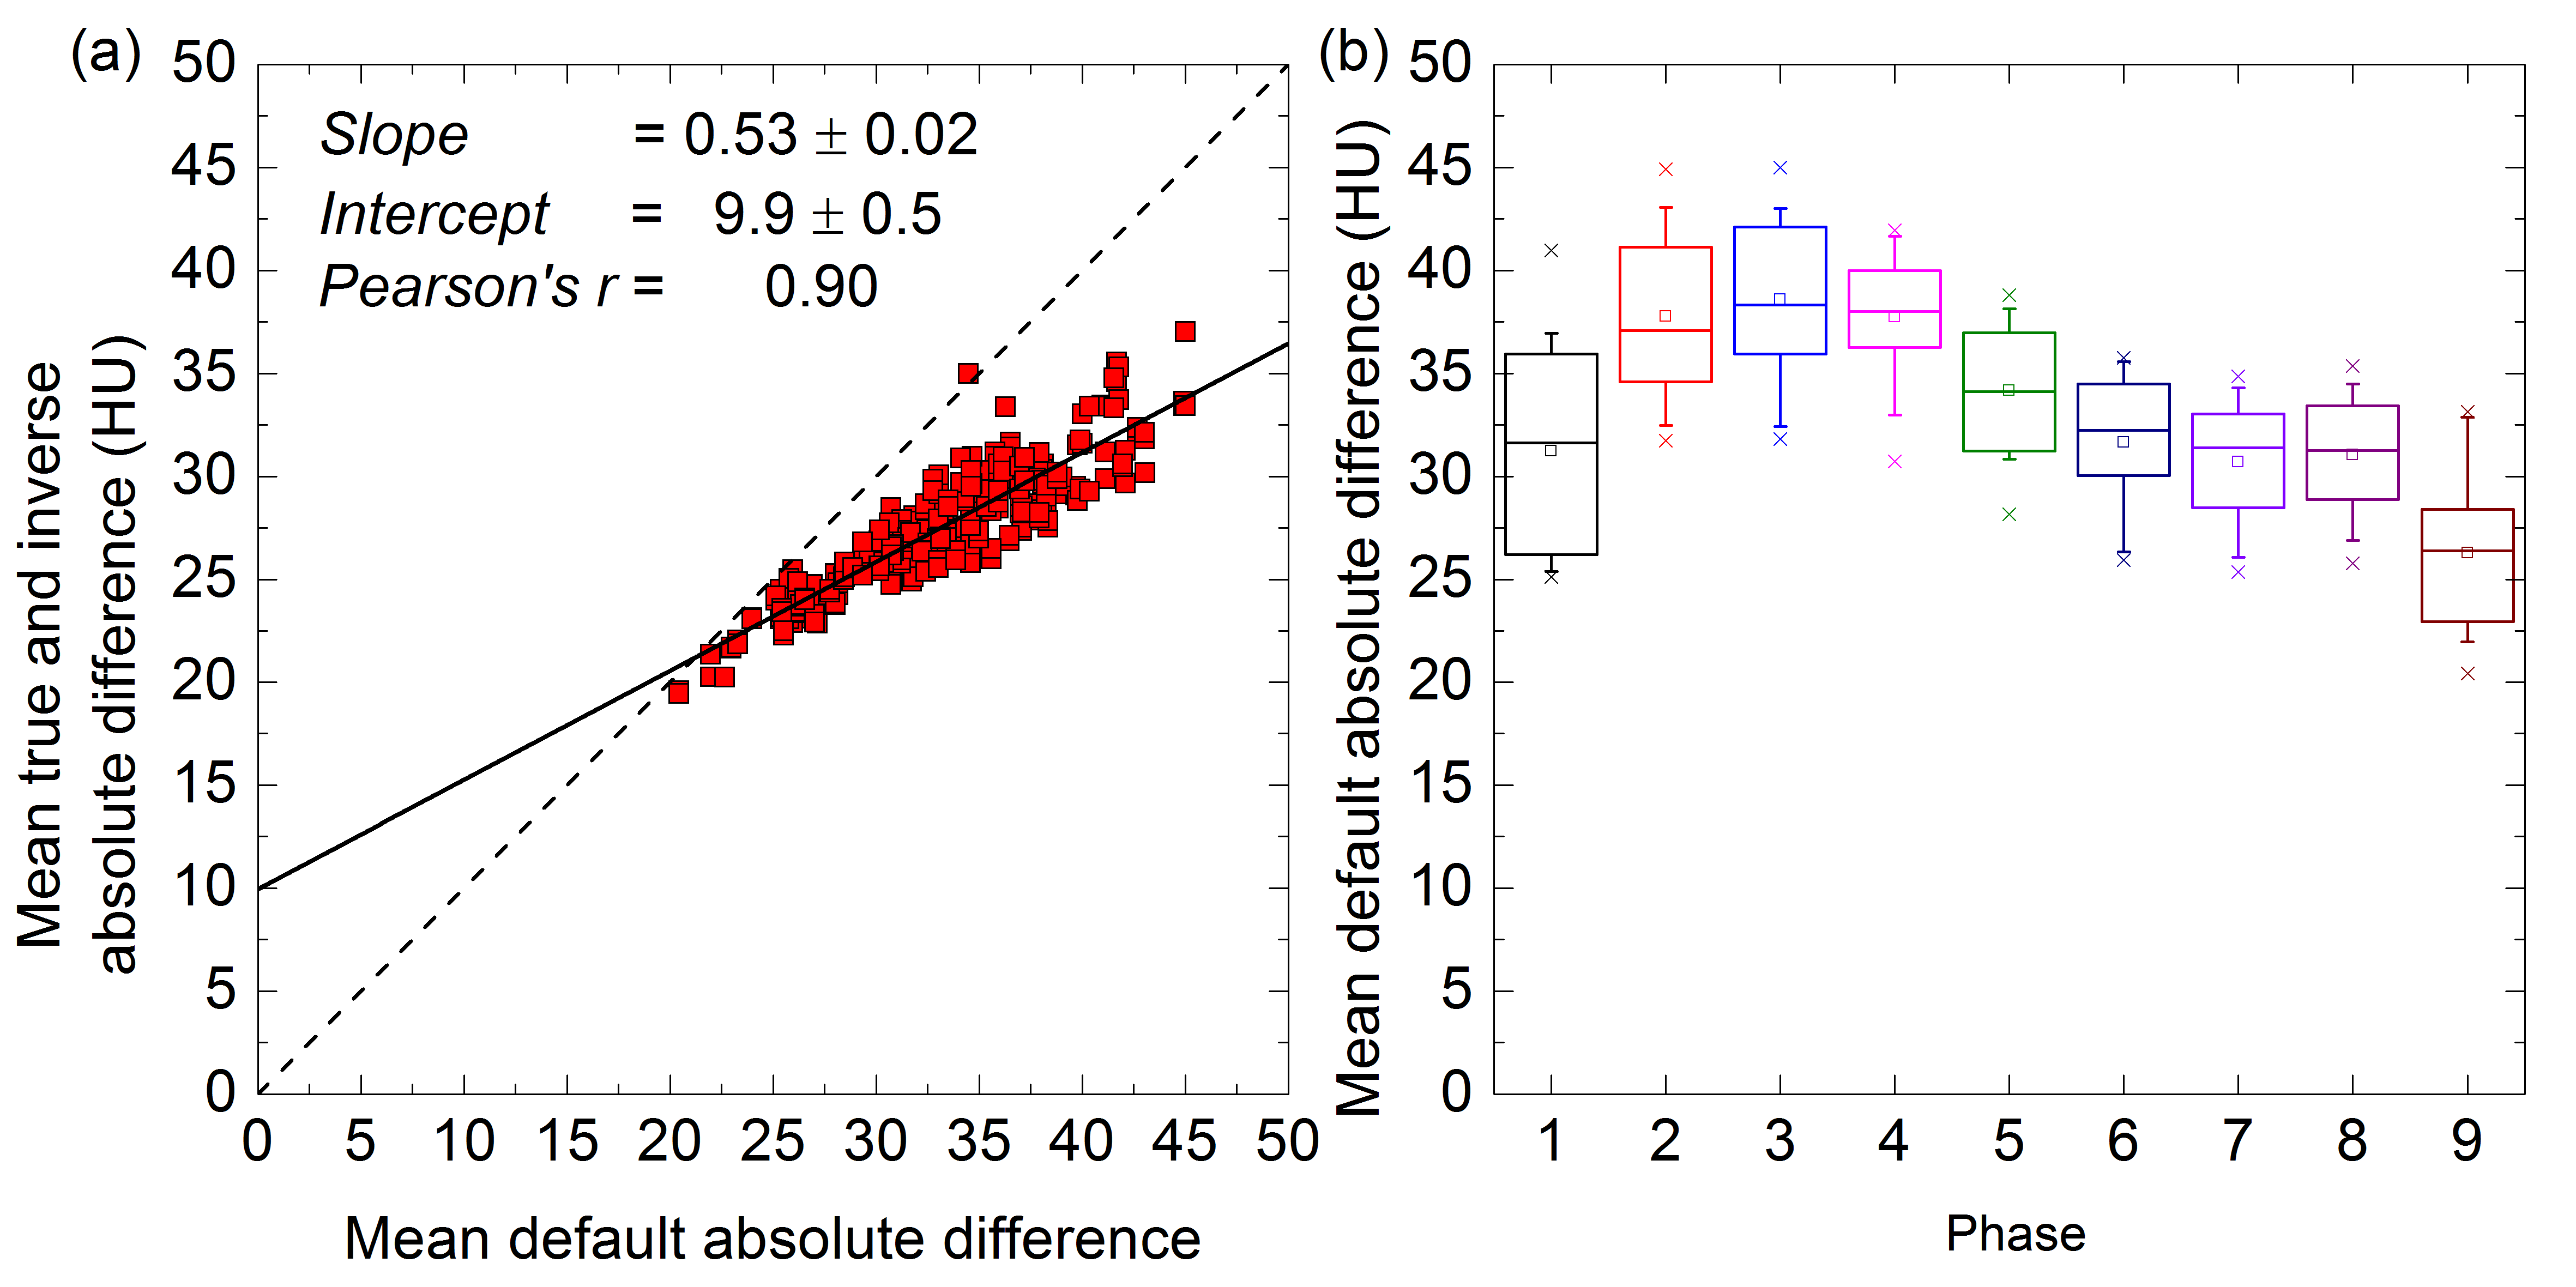 (a)
50
45
40
35
30
25
20
15
10
5
0
Mean true and inverse
absolute difference (HU)
Slope = 0.53 ± 0.02
Intercept = 9.9 ± 0.5
Pearson's r = 0.90
0 5 10 15 20 25 30 35 40 45 50
Mean default absolute difference
(b)
50
45
40
35
30
25
20
15
10
5
0
Mean default absolute difference (HU)
1 2 3 4 5 6 7 8 9
Phase